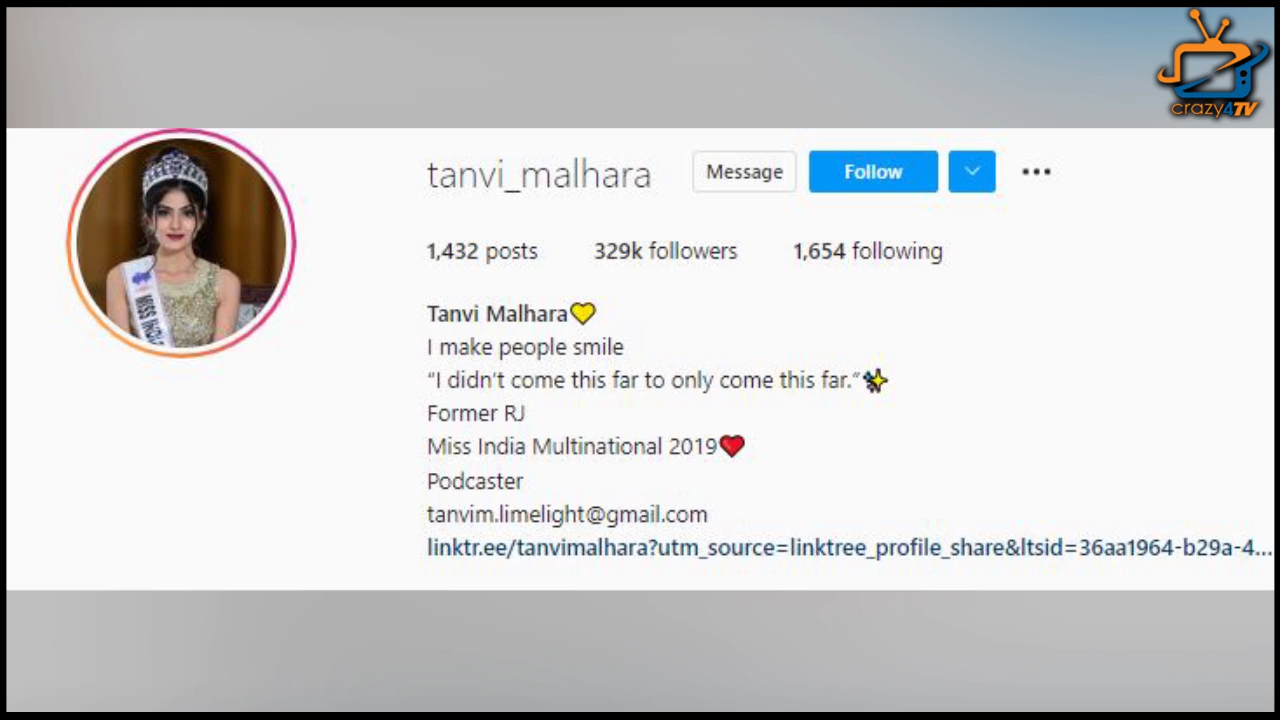 crazy4TV
tanvi_malhara Message Follow
1,432 posts 329k followers 1,654 following
Tanvi Malhara💛
I make people smile
“I didn't come this far to only come this far.”✨
Former RJ
Miss India Multinational 2019❤️
Podcaster
tanvim.limelight@gmail.com
linktr.ee/tanvimalhara?utm_source=linktree_profile_share&ltsid=36aa1964-b29a-4...
MISS INDIA